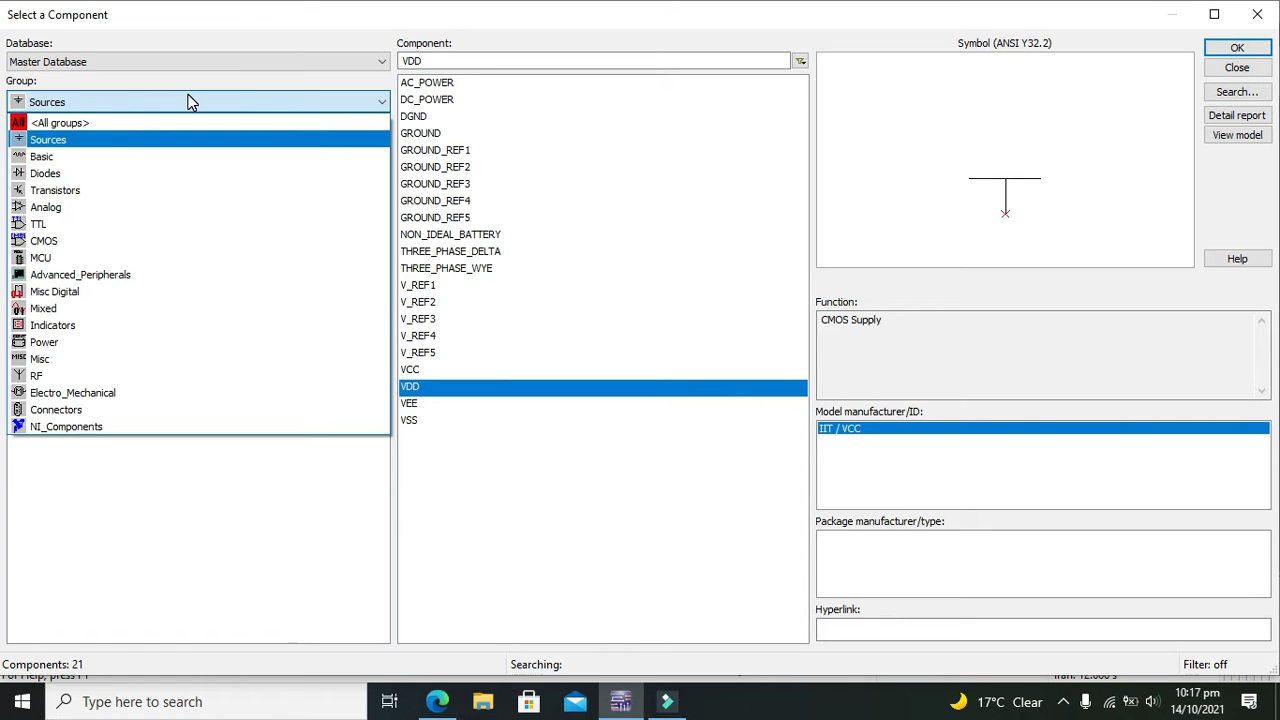 Select a Component
Database:
Master Database
Group:
Sources
All <All groups>
Sources
Basic
Diodes
Transistors
Analog
TTL
CMOS
MCU
Advanced_Peripherals
Misc Digital
Mixed
Indicators
Power
MISC Misc
RF
Electro_Mechanical
Connectors
NI_Components
Component:
VDD
AC_POWER
DC_POWER
DGND
GROUND
GROUND_REF1
GROUND_REF2
GROUND_REF3
GROUND_REF4
GROUND_REF5
NON_IDEAL_BATTERY
THREE_PHASE_DELTA
THREE_PHASE_WYE
V_REF1
V_REF2
V_REF3
V_REF4
V_REF5
VCC
VDD
VEE
VSS
Symbol (ANSI Y32.2)
Function:
CMOS Supply
Model manufacturer/ID:
IIT / VCC
Package manufacturer/type:
Hyperlink:
OK
Close
Search...
Detail report
View model
Help
Components: 21
Searching:
Filter: off
Type here to search
17°C Clear
10:17 pm
14/10/2021